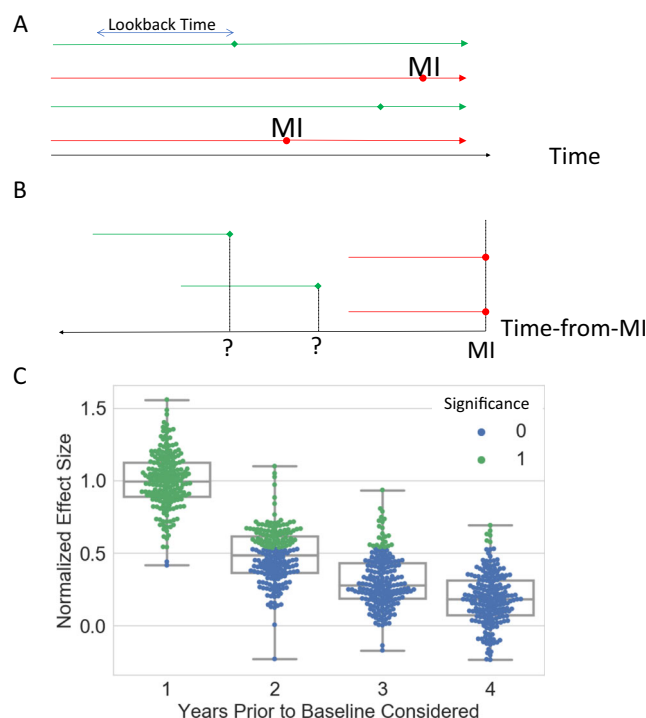 A
Lookback Time
MI
MI
Time
B
Time-from-MI
? ? MI
C
Significance
0
1
1.5
1.0
0.5
0.0
Normalized Effect Size
1 2 3 4
Years Prior to Baseline Considered